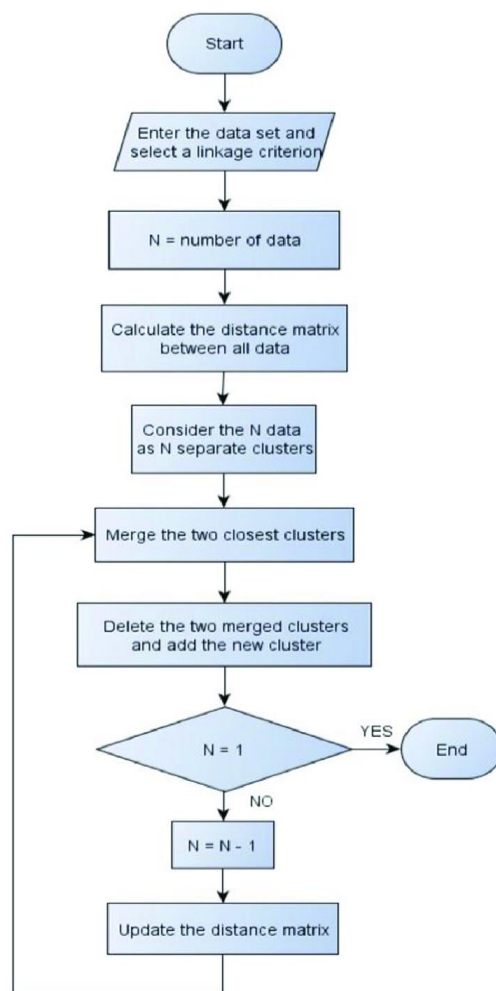 Start
Enter the data set and
select a linkage criterion
N = number of data
Calculate the distance matrix
between all data
Consider the N data
as N separate clusters
Merge the two closest clusters
Delete the two merged clusters
and add the new cluster
N = 1
YES
End
NO
N = N - 1
Update the distance matrix